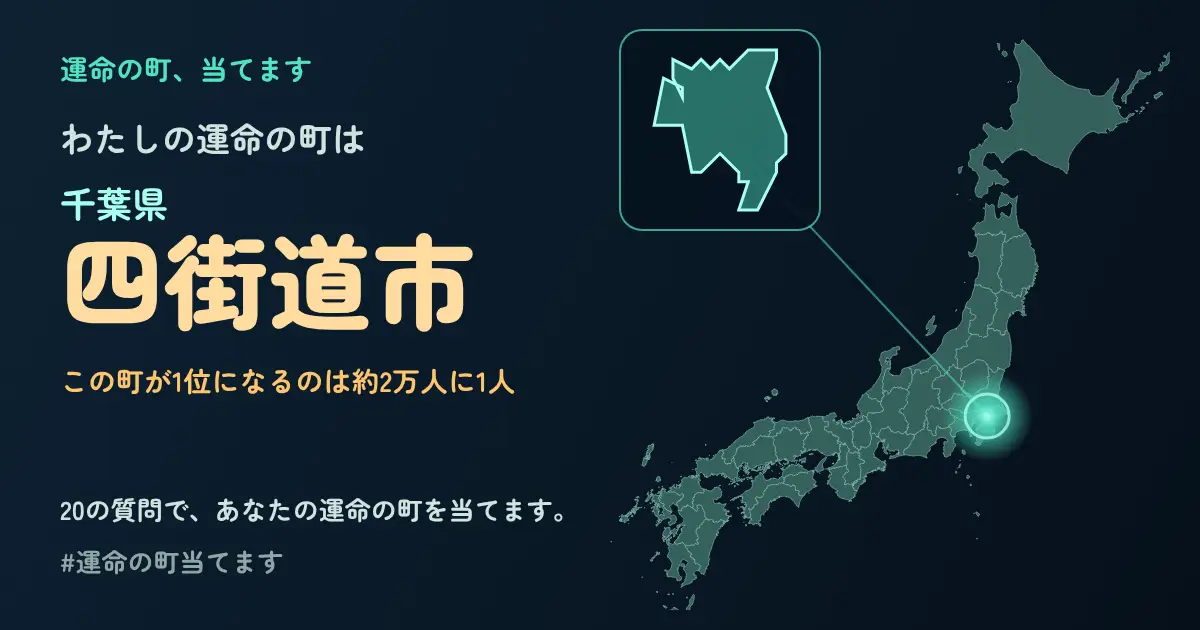 運命の町、当てます
わたしの運命の町は
千葉県
四街道市
この町が1位になるのは約2万人に1人
20の質問で、あなたの運命の町を当てます。
#運命の町当てます